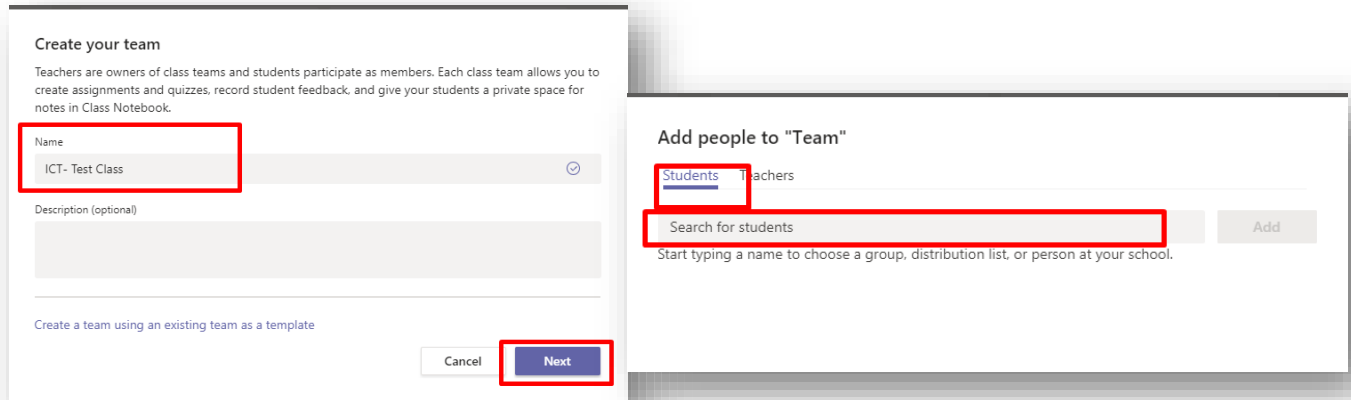 Create your team
Teachers are owners of class teams and students participate as members. Each class team allows you to
create assignments and quizzes, record student feedback, and give your students a private space for
notes in Class Notebook.
Name
ICT- Test Class
Description (optional)
Create a team using an existing team as a template
Cancel
Next
Add people to "Team"
Students Teachers
Search for students
Add
Start typing a name to choose a group, distribution list, or person at your school.